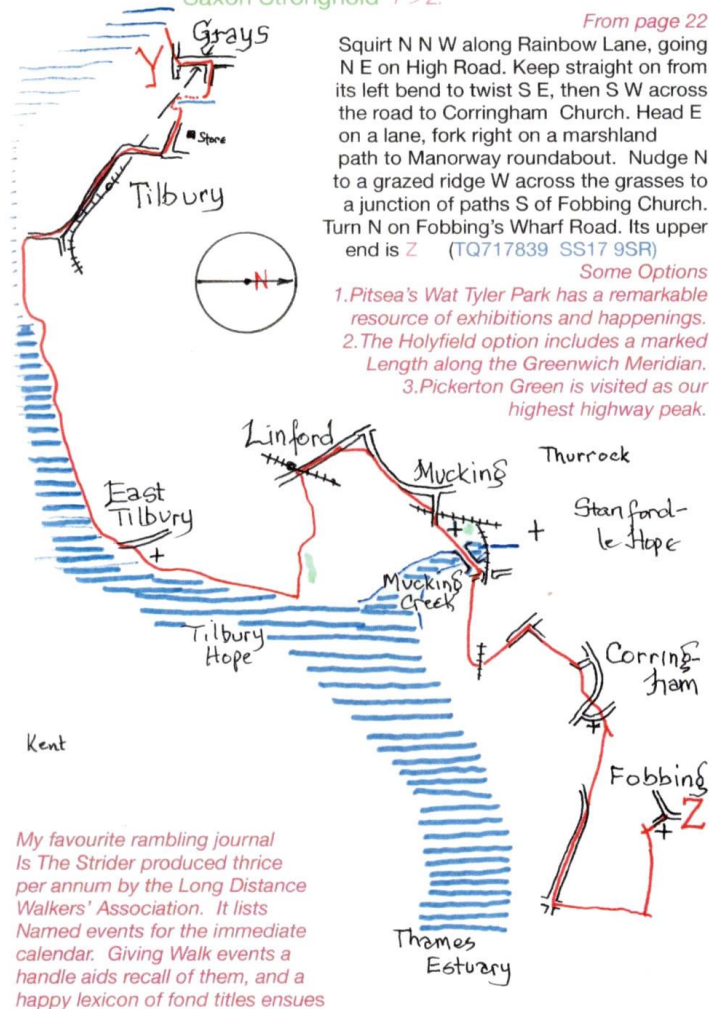 Saxon Stronghold Y > Z.
From page 22
Squirt N N W along Rainbow Lane, going
N E on High Road. Keep straight on from
its left bend to twist S E, then S W across
the road to Corringham Church. Head E
on a lane, fork right on a marshland
path to Manorway roundabout. Nudge N
to a grazed ridge W across the grasses to
a junction of paths S of Fobbing Church.
Turn N on Fobbing's Wharf Road. Its upper
end is Z (TQ717839 SS17 9SR)
Some Options
1.Pitsea's Wat Tyler Park has a remarkable
resource of exhibitions and happenings.
2.The Holyfield option includes a marked
Length along the Greenwich Meridian.
3.Pickerton Green is visited as our
highest highway peak.
Grays
Y
Store
Tilbury
N
Linford
Mucking
Thurrock
Stanford-
le Hope
East
Tilbury
Mucking
Creek
Tilbury
Hope
Corring-
ham
Kent
Fobbing
Z
My favourite rambling journal
Is The Strider produced thrice
per annum by the Long Distance
Walkers' Association. It lists
Named events for the immediate
calendar. Giving Walk events a
handle aids recall of them, and a
happy lexicon of fond titles ensues
Thames
Estuary